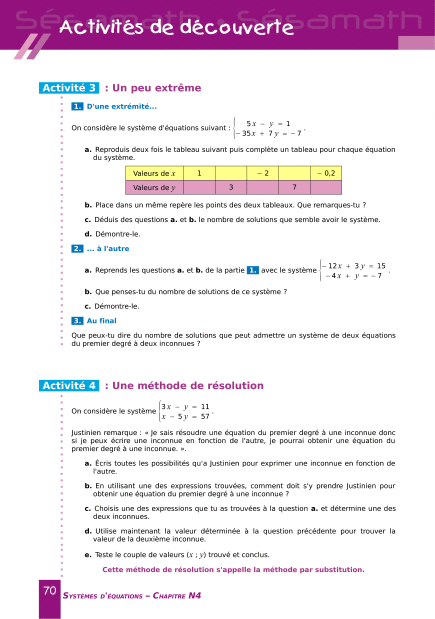 Sésamath • Sésamath
Activités de découverte
Activité 3 : Un peu extrême
1. D'une extrémité...
On considère le système d'équations suivant : { 5x – y = 1
– 35x + 7y = – 7 .
a. Reproduis deux fois le tableau suivant puis complète un tableau pour chaque équation
du système.
Valeurs de x 1 – 2 – 0,2
Valeurs de y 3 7
b. Place dans un même repère les points des deux tableaux. Que remarques-tu ?
c. Déduis des questions a. et b. le nombre de solutions que semble avoir le système.
d. Démontre-le.
2. ... à l'autre
a. Reprends les questions a. et b. de la partie 1. avec le système { – 12x + 3y = 15
– 4x + y = – 7 .
b. Que penses-tu du nombre de solutions de ce système ?
c. Démontre-le.
3. Au final
Que peux-tu dire du nombre de solutions que peut admettre un système de deux équations
du premier degré à deux inconnues ?
Activité 4 : Une méthode de résolution
On considère le système { 3x – y = 11
x – 5y = 57 .
Justinien remarque : « Je sais résoudre une équation du premier degré à une inconnue donc
si je peux écrire une inconnue en fonction de l'autre, je pourrai obtenir une équation du
premier degré à une inconnue. ».
a. Écris toutes les possibilités qu'a Justinien pour exprimer une inconnue en fonction de
l'autre.
b. En utilisant une des expressions trouvées, comment doit s'y prendre Justinien pour
obtenir une équation du premier degré à une inconnue ?
c. Choisis une des expressions que tu as trouvées à la question a. et détermine une des
deux inconnues.
d. Utilise maintenant la valeur déterminée à la question précédente pour trouver la
valeur de la deuxième inconnue.
e. Teste le couple de valeurs (x ; y) trouvé et conclus.
Cette méthode de résolution s'appelle la méthode par substitution.
70 Systèmes d'équations – Chapitre N4